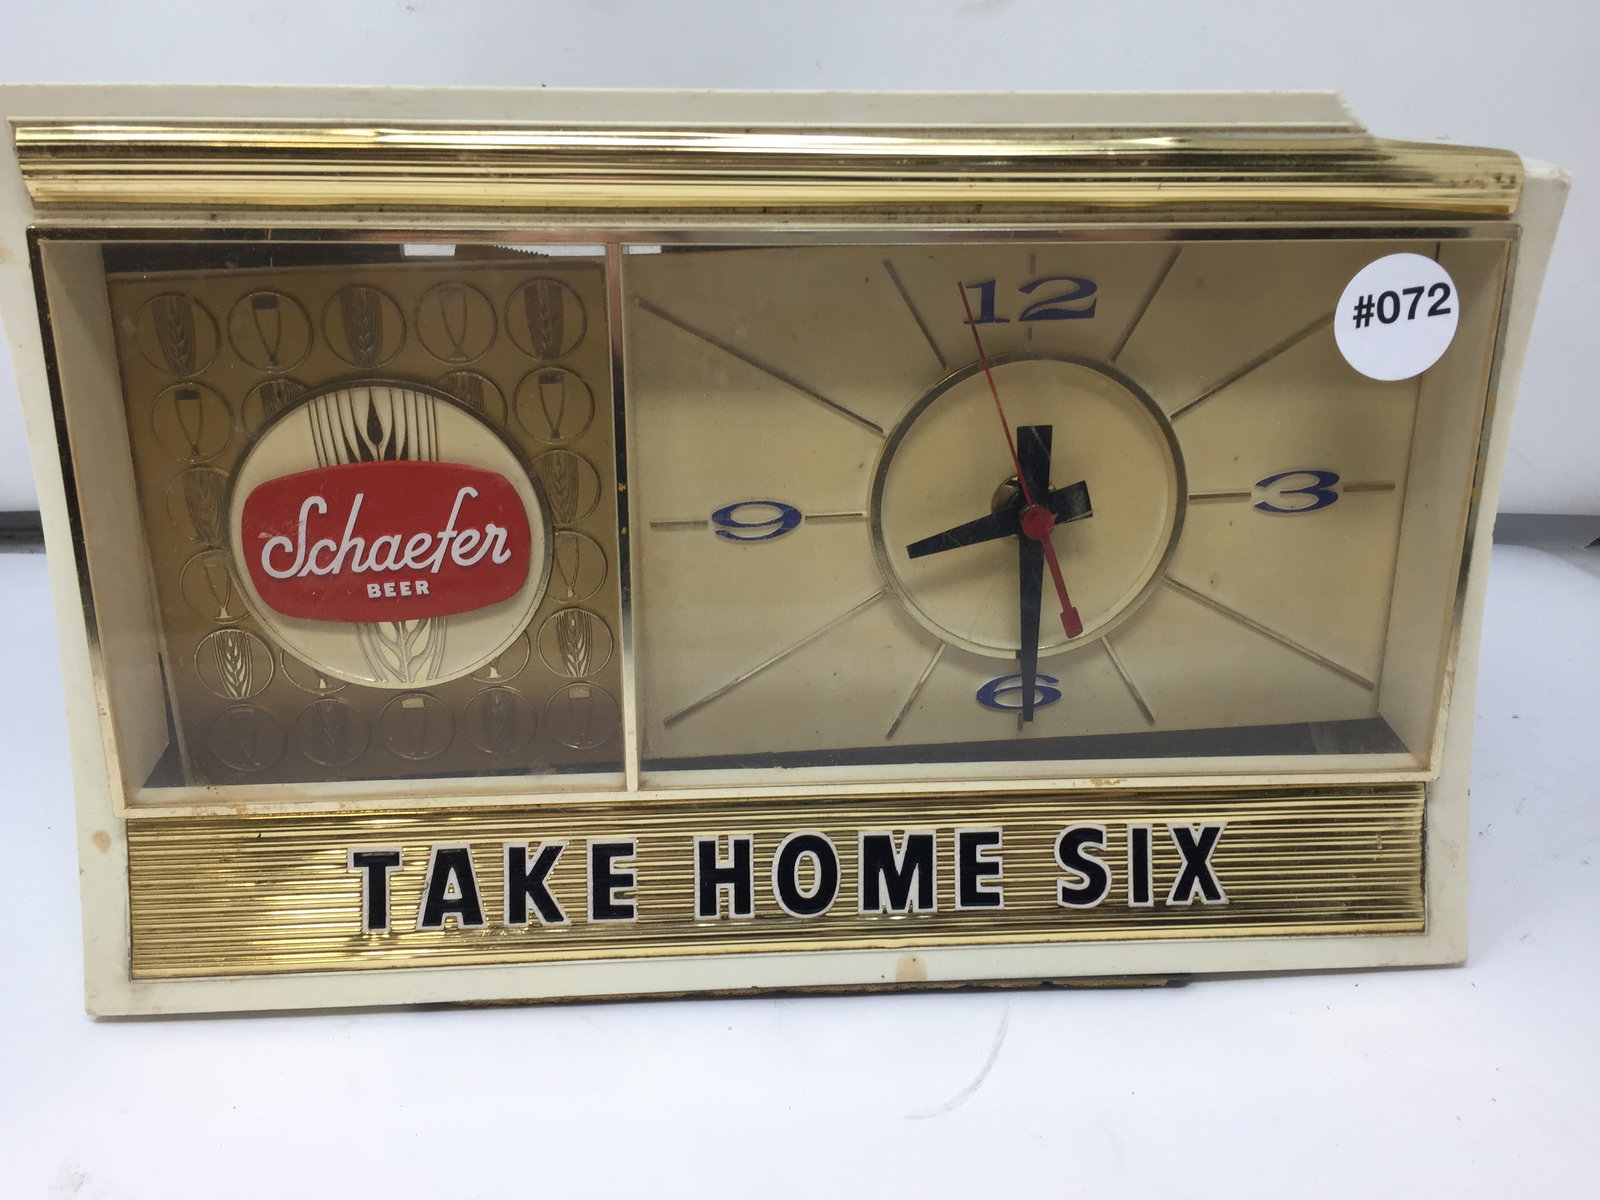 12
#072
9
3
Schaefer
BEER
6
TAKE HOME SIX